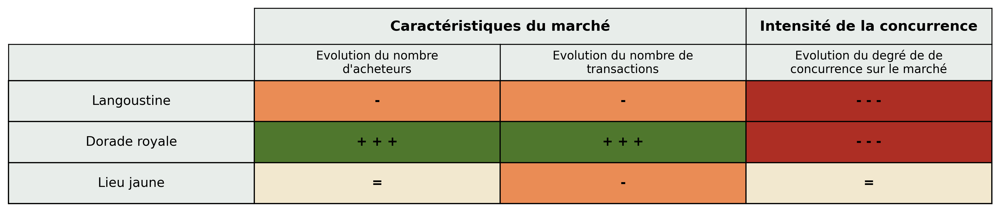 Caractéristiques du marché
Intensité de la concurrence
Evolution du nombre
d'acheteurs
Evolution du nombre de
transactions
Evolution du degré de de
concurrence sur le marché
Langoustine
-
-
- - -
Dorade royale
+ + +
+ + +
- - -
Lieu jaune
=
-
=